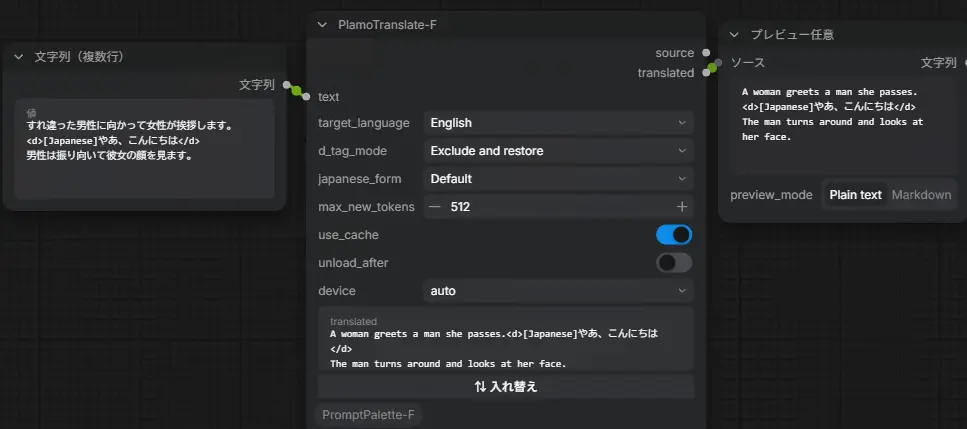 文字列（複数行）
文字列
値
すれ違った男性に向かって女性が挨拶します。
<d>[Japanese]やあ、こんにちは</d>
男性は振り向いて彼女の顔を見ます。
PlamoTranslate-F
source
translated
text
target_language English
d_tag_mode Exclude and restore
japanese_form Default
max_new_tokens 512
use_cache
unload_after
device auto
translated
A woman greets a man she passes.<d>[Japanese]やあ、こんにちは
</d>
The man turns around and looks at her face.
⇅ 入れ替え
PromptPalette-F
プレビュー任意
ソース 文字列
A woman greets a man she passes.
<d>[Japanese]やあ、こんにちは</d>
The man turns around and looks at
her face.
preview_mode Plain text Markdown